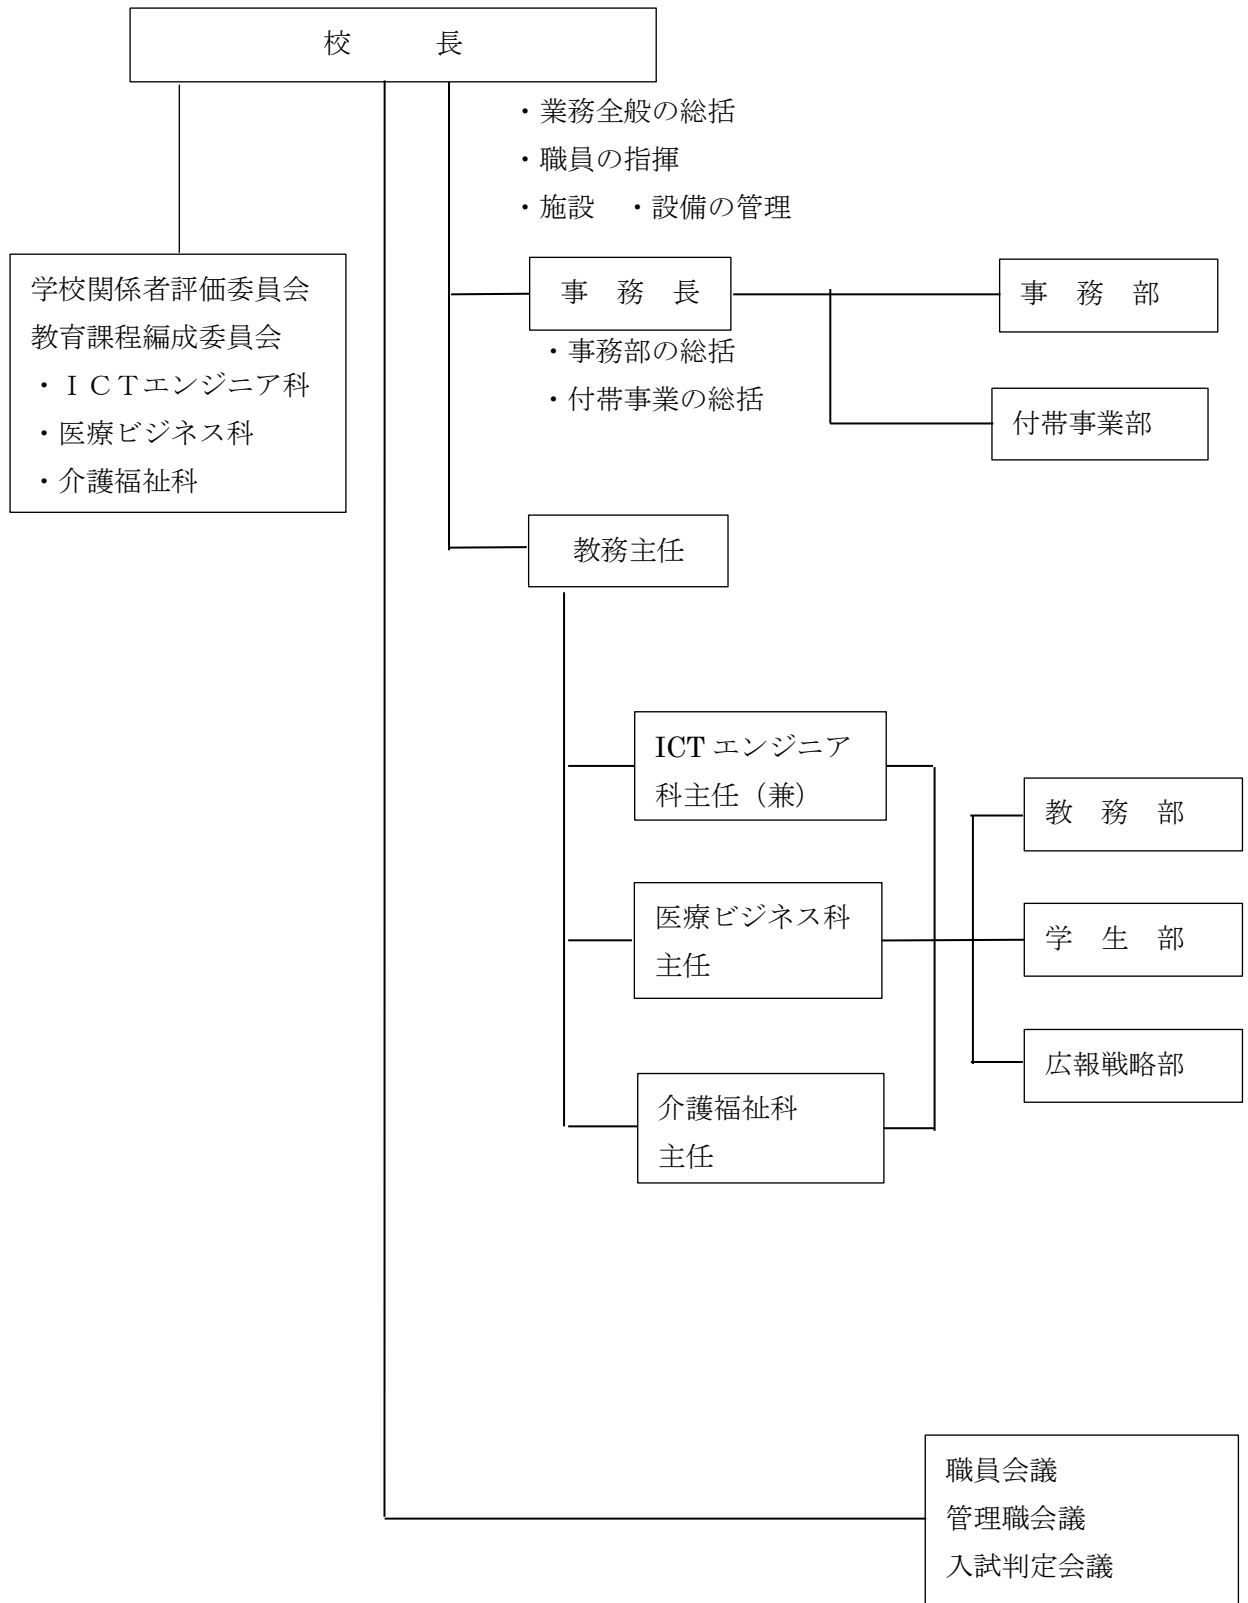 校　　　長
・業務全般の総括
・職員の指揮
・施設　・設備の管理
学校関係者評価委員会
教育課程編成委員会
・ＩＣＴエンジニア科
・医療ビジネス科
・介護福祉科
事　務　長
・事務部の総括
・付帯事業の総括
事　務　部
付帯事業部
教務主任
ICT エンジニア
科主任（兼）
医療ビジネス科
主任
介護福祉科
主任
教　務　部
学　生　部
広報戦略部
職員会議
管理職会議
入試判定会議